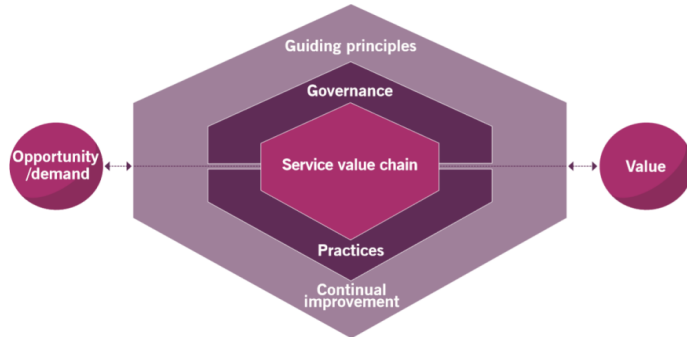 Guiding principles
Governance
Opportunity
/demand
Service value chain
Value
Practices
Continual
improvement